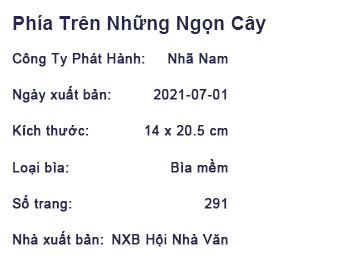 Phía Trên Những Ngọn Cây
Công Ty Phát Hành: Nhã Nam
Ngày xuất bản: 2021-07-01
Kích thước: 14 x 20.5 cm
Loại bìa: Bìa mềm
Số trang: 291
Nhà xuất bản: NXB Hội Nhà Văn